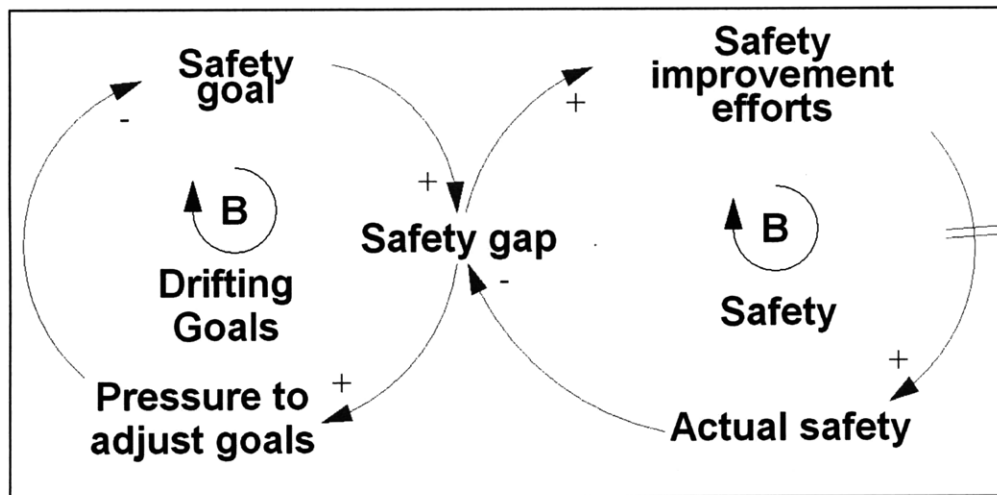 Safety
goal
Safety
improvement
efforts
-
+
+
B
B
Safety gap
-
Drifting
Goals
Safety
+
+
Pressure to
adjust goals
Actual safety